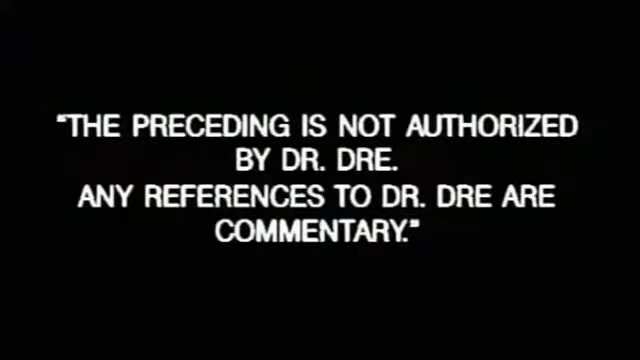 "THE PRECEDING IS NOT AUTHORIZED
BY DR. DRE.
ANY REFERENCES TO DR. DRE ARE
COMMENTARY."